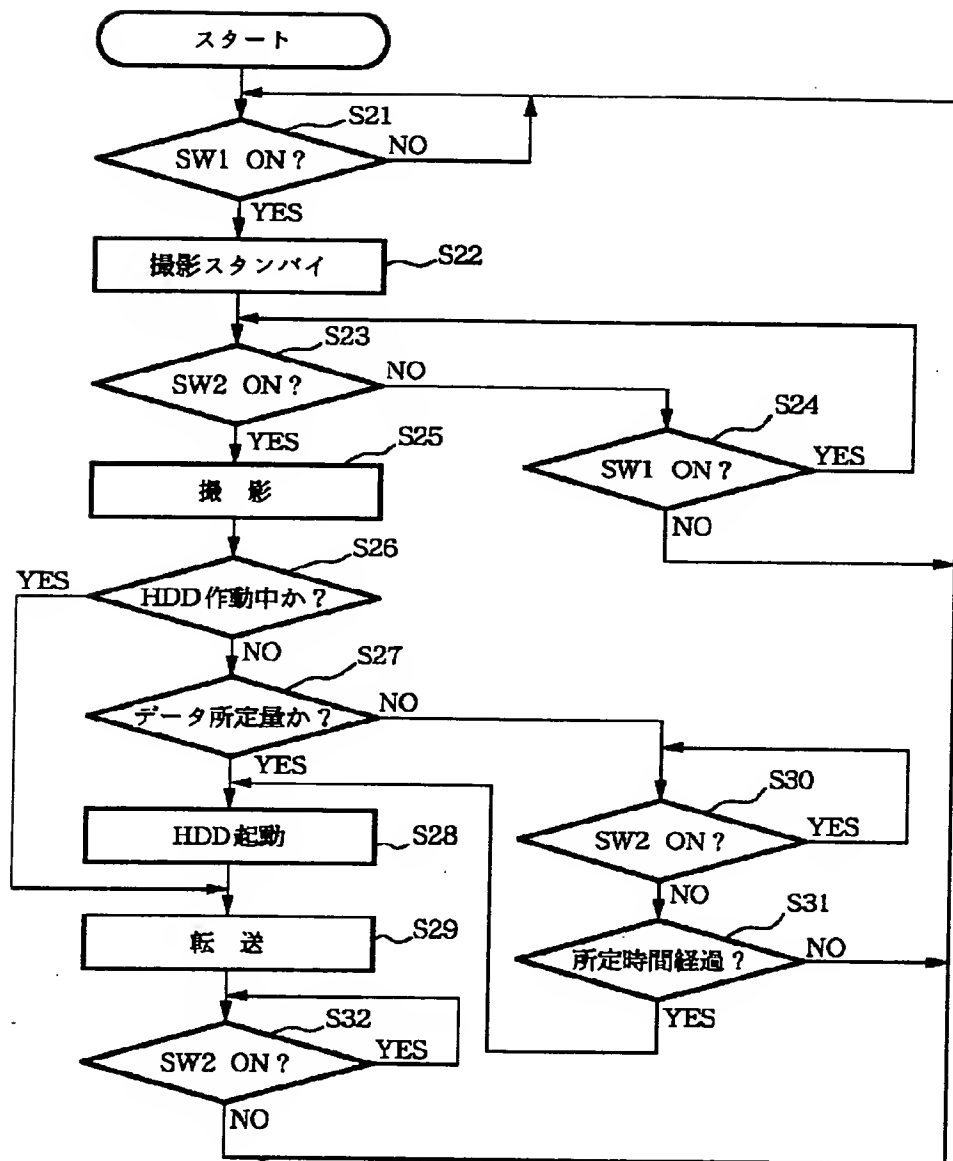 スタート
S21
SW1 ON?
NO
YES
撮影スタンバイ
S22
S23
SW2 ON?
NO
YES
S24
SW1 ON?
YES
NO
S25
撮 影
S26
HDD作動中か?
YES
NO
S27
データ所定量か?
NO
YES
S28
HDD起動
S30
SW2 ON?
YES
NO
S29
転 送
S31
所定時間経過?
NO
YES
S32
SW2 ON?
YES
NO